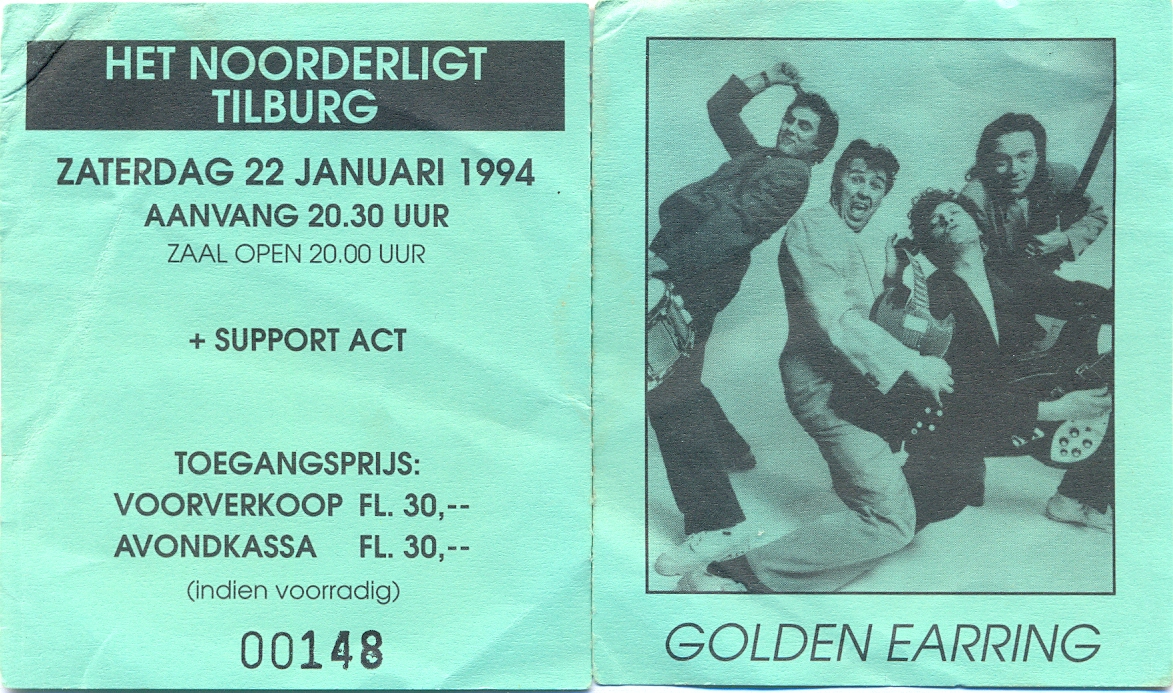 HET NOORDERLIGT
TILBURG
ZATERDAG 22 JANUARI 1994
AANVANG 20.30 UUR
ZAAL OPEN 20.00 UUR
+ SUPPORT ACT
TOEGANGSPRIJS:
VOORVERKOOP FL. 30,--
AVONDKASSA FL. 30,--
(indien voorradig)
00148
GOLDEN EARRING